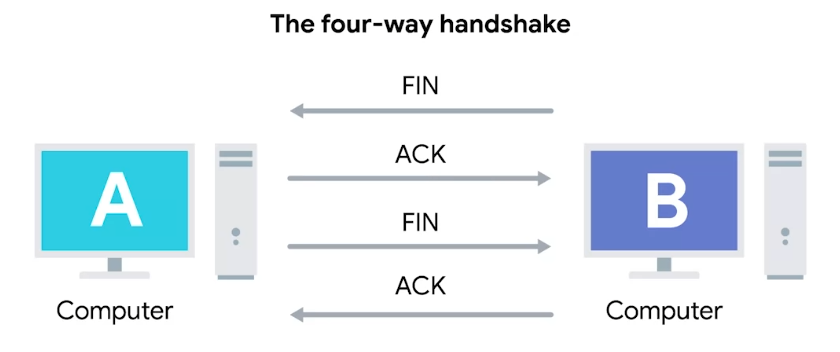 The four-way handshake
FIN
ACK
A
B
FIN
ACK
Computer
Computer